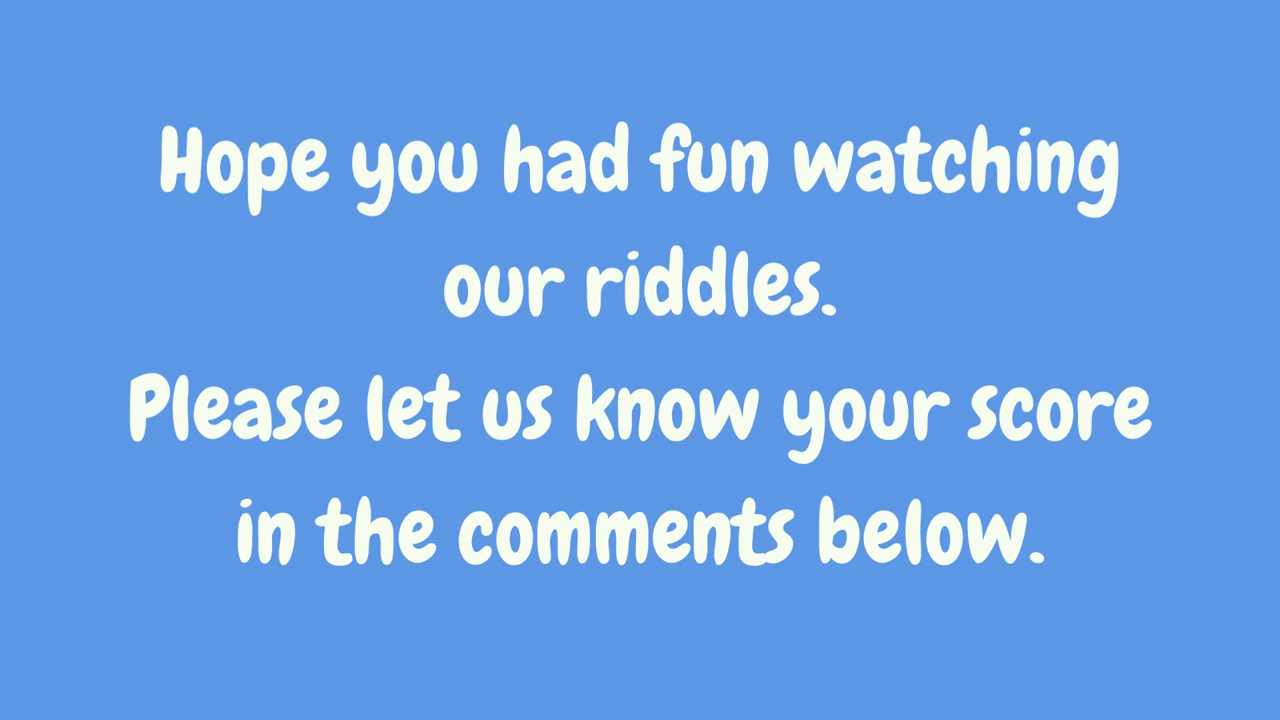 Hope you had fun watching
our riddles.
Please let us know your score
in the comments below.